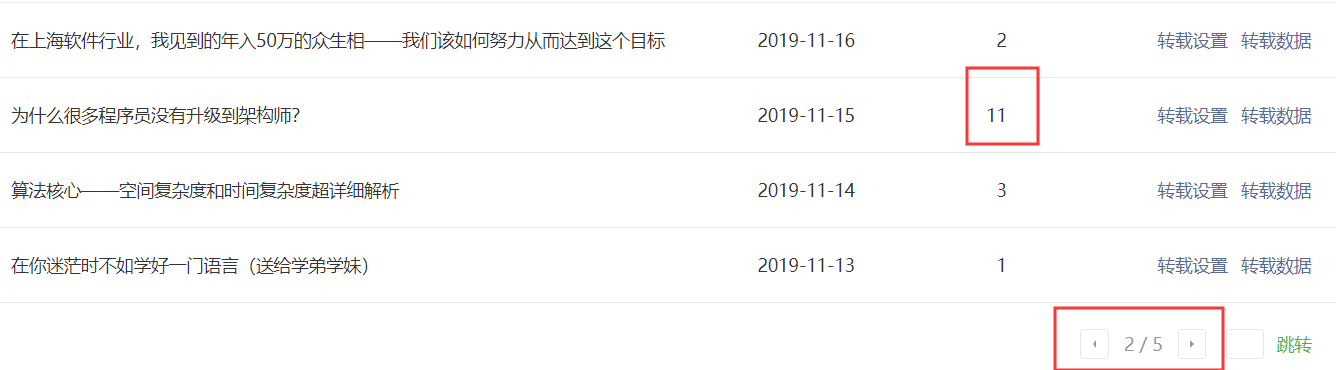 在上海软件行业，我见到的年入50万的众生相——我们该如何努力从而达到这个目标 2019-11-16 2 转载设置 转载数据
为什么很多程序员没有升级到架构师？ 2019-11-15 11 转载设置 转载数据
算法核心——空间复杂度和时间复杂度超详细解析 2019-11-14 3 转载设置 转载数据
在你迷茫时不如学好一门语言（送给学弟学妹） 2019-11-13 1 转载设置 转载数据
2 / 5 跳转